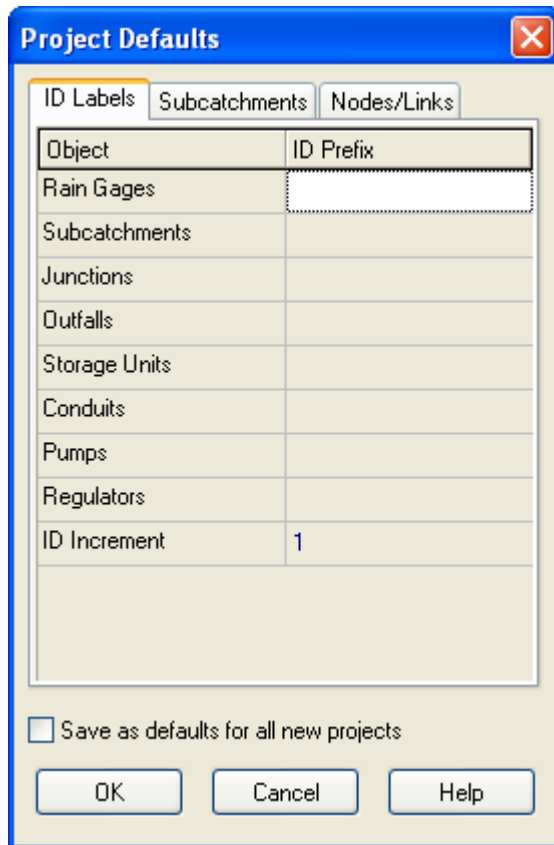 Project Defaults
ID Labels Subcatchments Nodes/Links
Object ID Prefix
Rain Gages
Subcatchments
Junctions
Outfalls
Storage Units
Conduits
Pumps
Regulators
ID Increment 1
Save as defaults for all new projects
OK Cancel Help